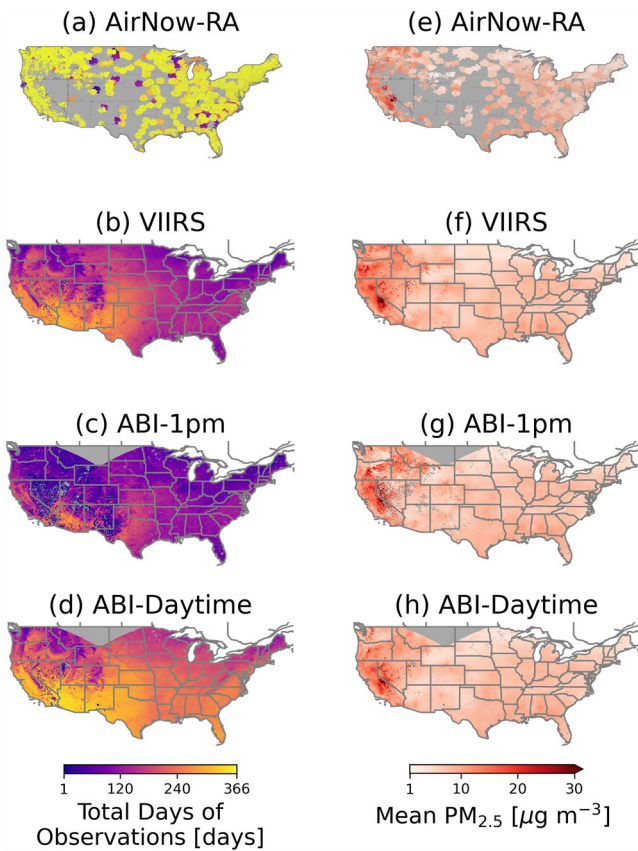 (a) AirNow-RA
(e) AirNow-RA
(b) VIIRS
(f) VIIRS
(c) ABI-1pm
(g) ABI-1pm
(d) ABI-Daytime
(h) ABI-Daytime
1 120 240 366
Total Days of
Observations [days]
1 10 20 30
Mean PM₂.₅ [μg m⁻³]